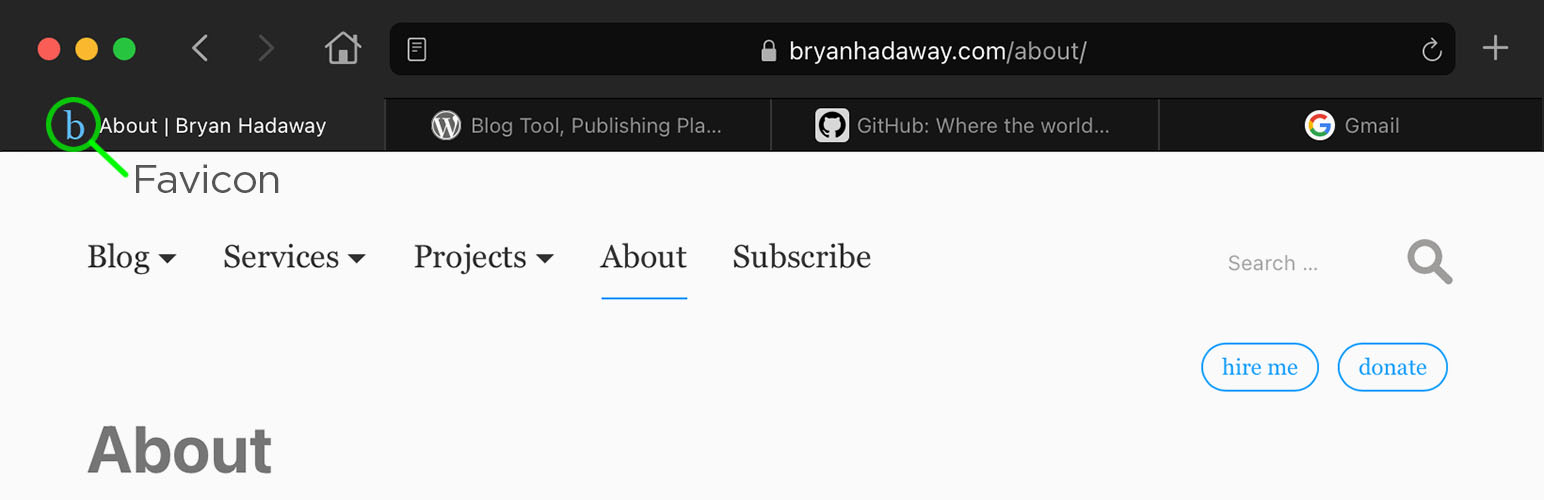 bryanhadaway.com/about/
b About | Bryan Hadaway
Blog Tool, Publishing Pla...
GitHub: Where the world...
G Gmail
Favicon
Blog Services Projects About Subscribe
Search ...
hire me donate
About